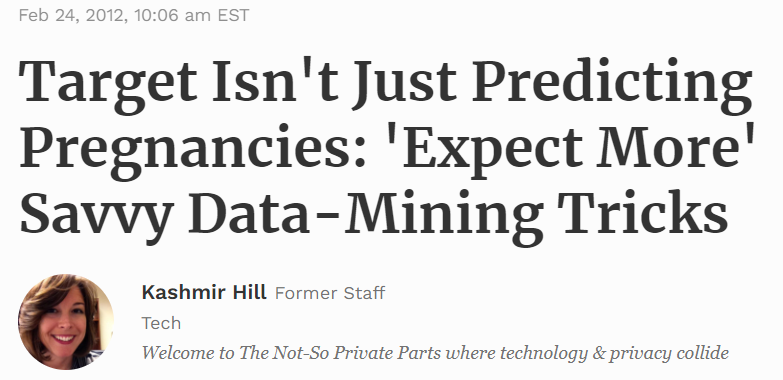 Feb 24, 2012, 10:06 am EST
Target Isn't Just Predicting
Pregnancies: 'Expect More'
Savvy Data-Mining Tricks
Kashmir Hill Former Staff
Tech
Welcome to The Not-So Private Parts where technology & privacy collide